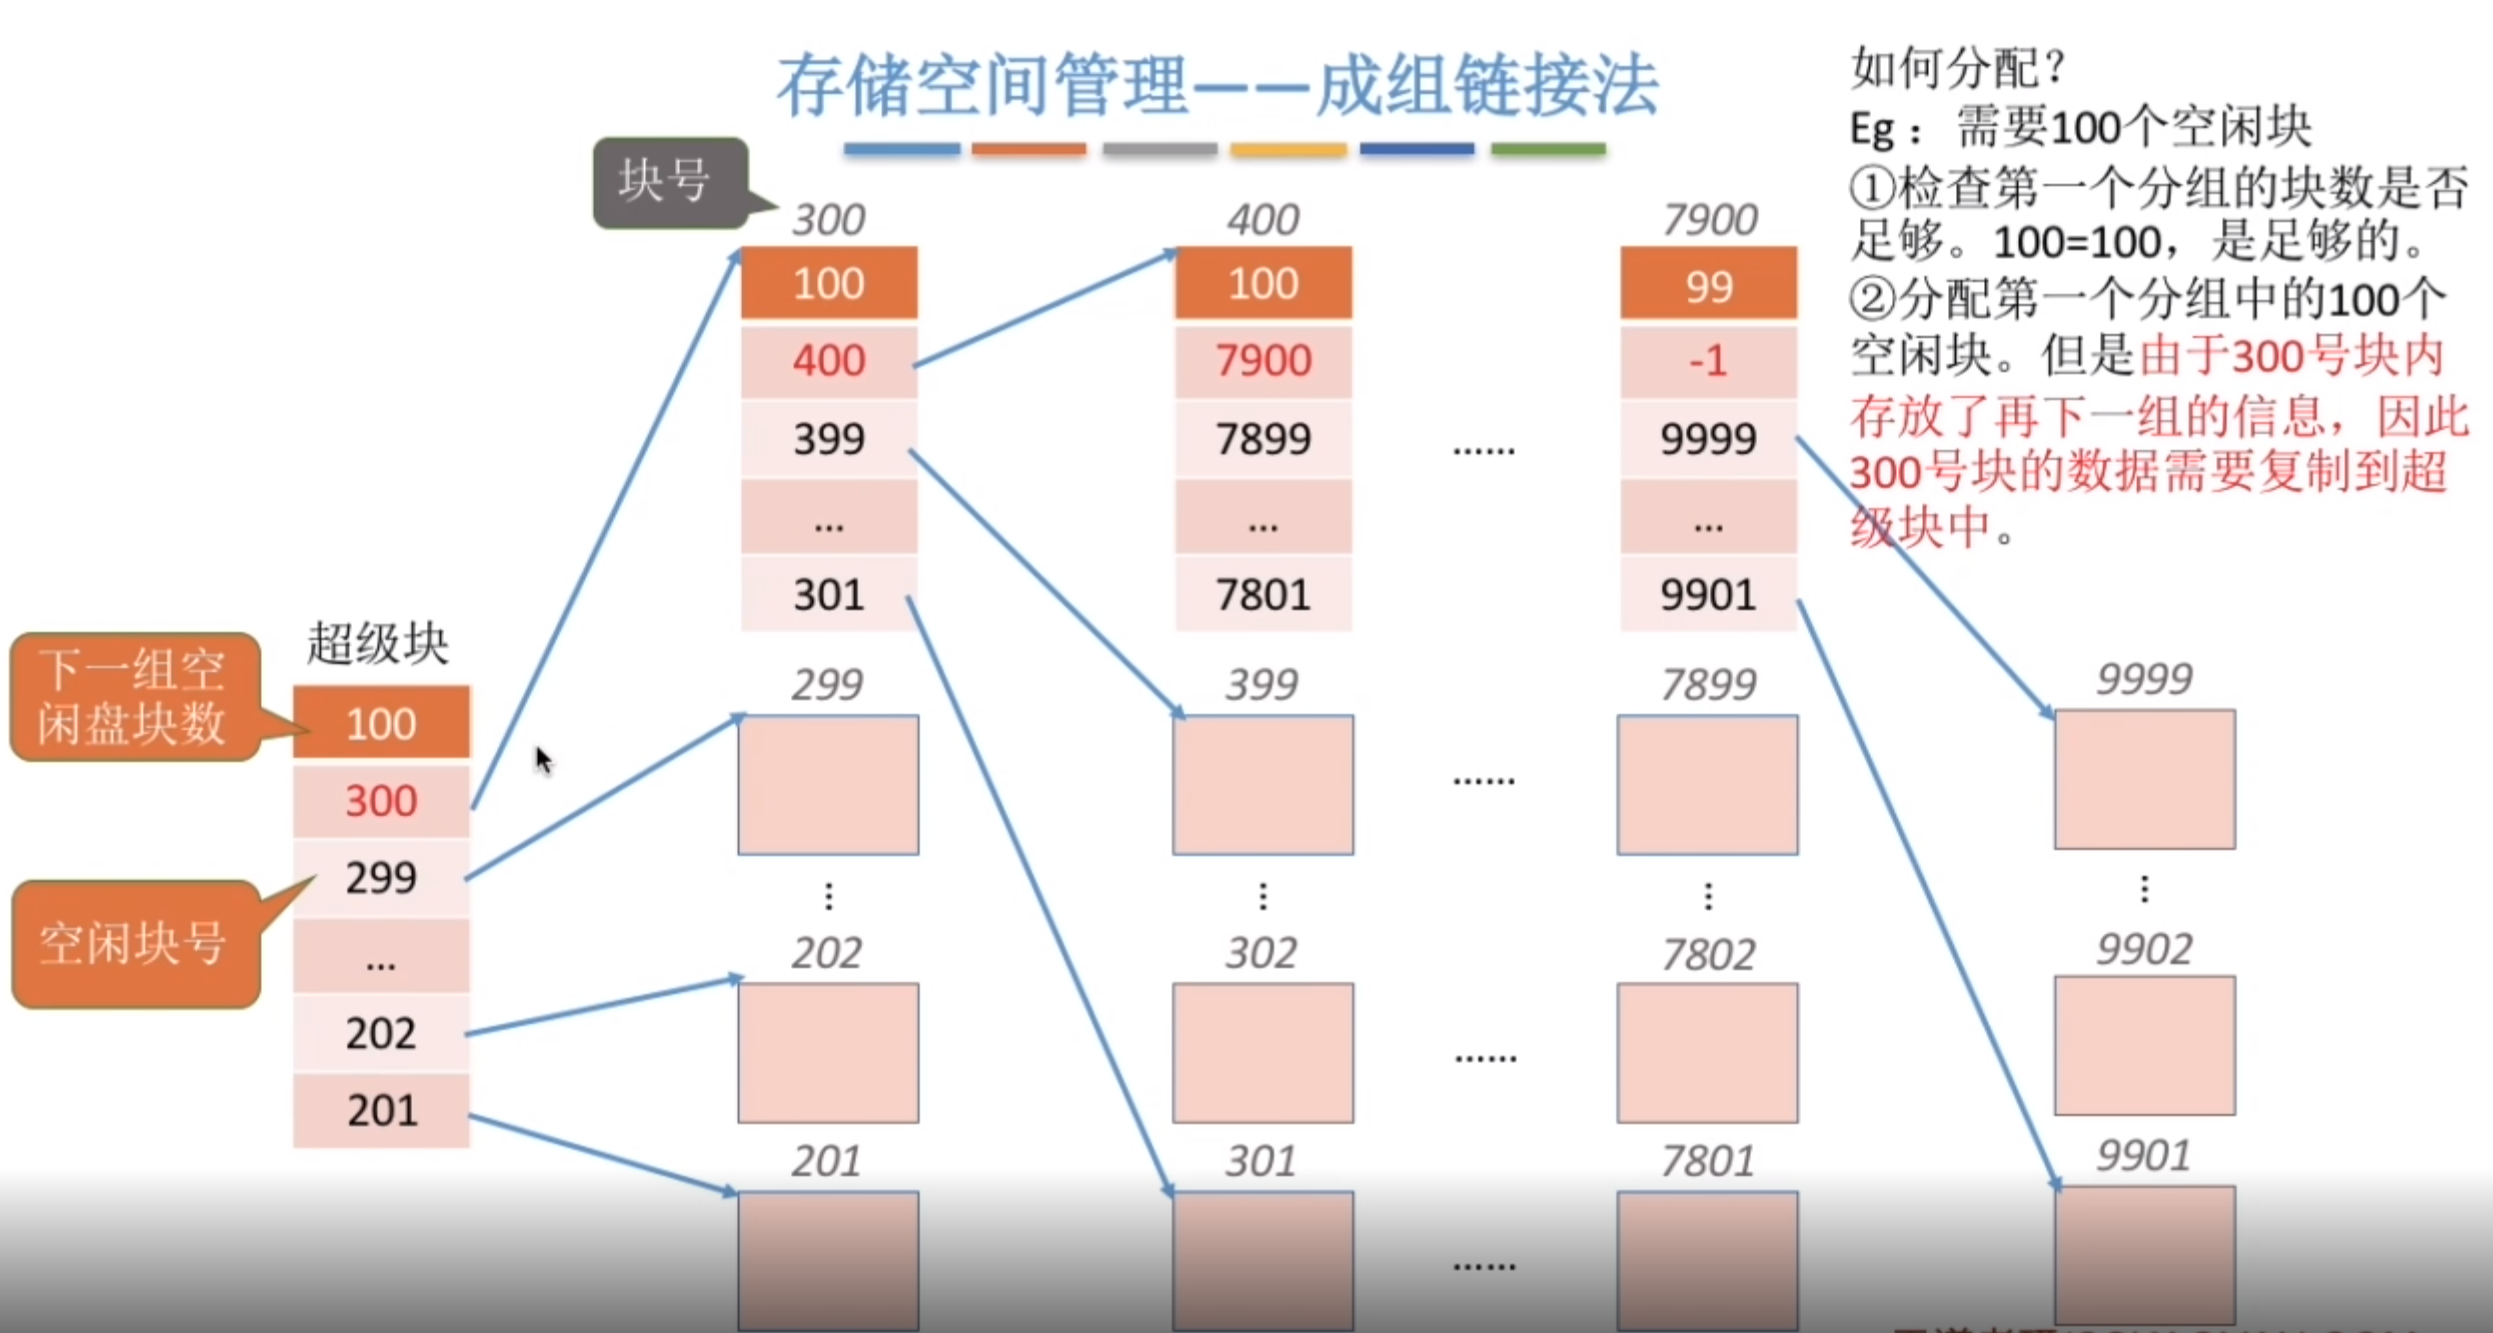 存储空间管理——成组链接法
如何分配？
Eg：需要100个空闲块
①检查第一个分组的块数是否
足够。100=100，是足够的。
②分配第一个分组中的100个
空闲块。但是由于300号块内
存放了再下一组的信息，因此
300号块的数据需要复制到超
级块中。
块号
300
100
400
399
...
301
400
100
7900
7899
...
7801
......
7900
99
-1
9999
...
9901
下一组空
闲盘块数
空闲块号
超级块
100
300
299
...
202
201
299
⋮
202
201
399
⋮
302
301
......
......
......
7899
⋮
7802
7801
9999
⋮
9902
9901